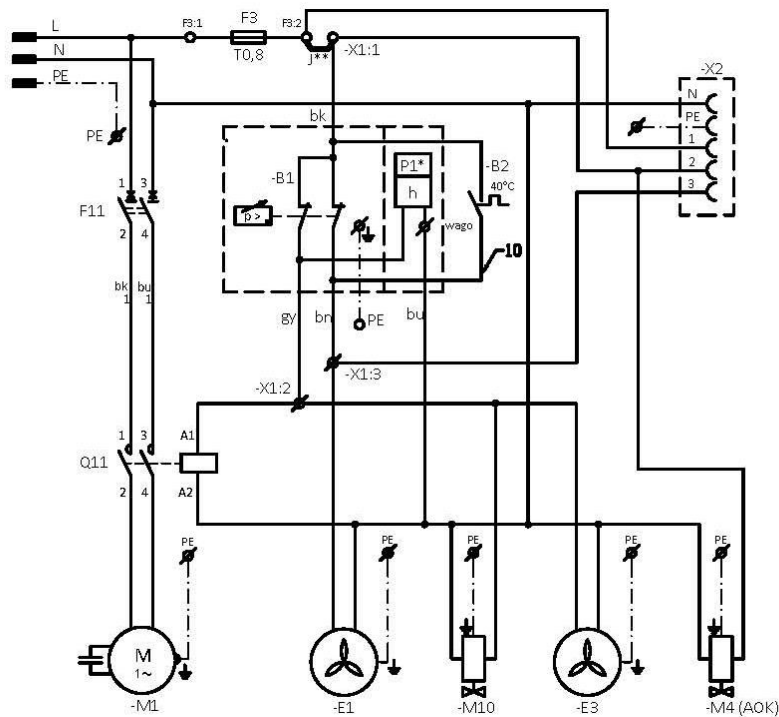 L
F3:1
F3
F3:2
J**
-X1:1
T0,8
N
PE
-X2
N
PE
1
2
3
PE
bk
-B1
P1*
h
-B2
40°C
p >
wago
10
1
3
F11
2
4
bk
1
bu
1
gy
bn
PE
bu
-X1:3
-X1:2
1
3
A1
Q11
2
4
A2
PE
PE
PE
PE
PE
M
1~
-M1
-E1
-M10
-E3
-M4 (AOK)